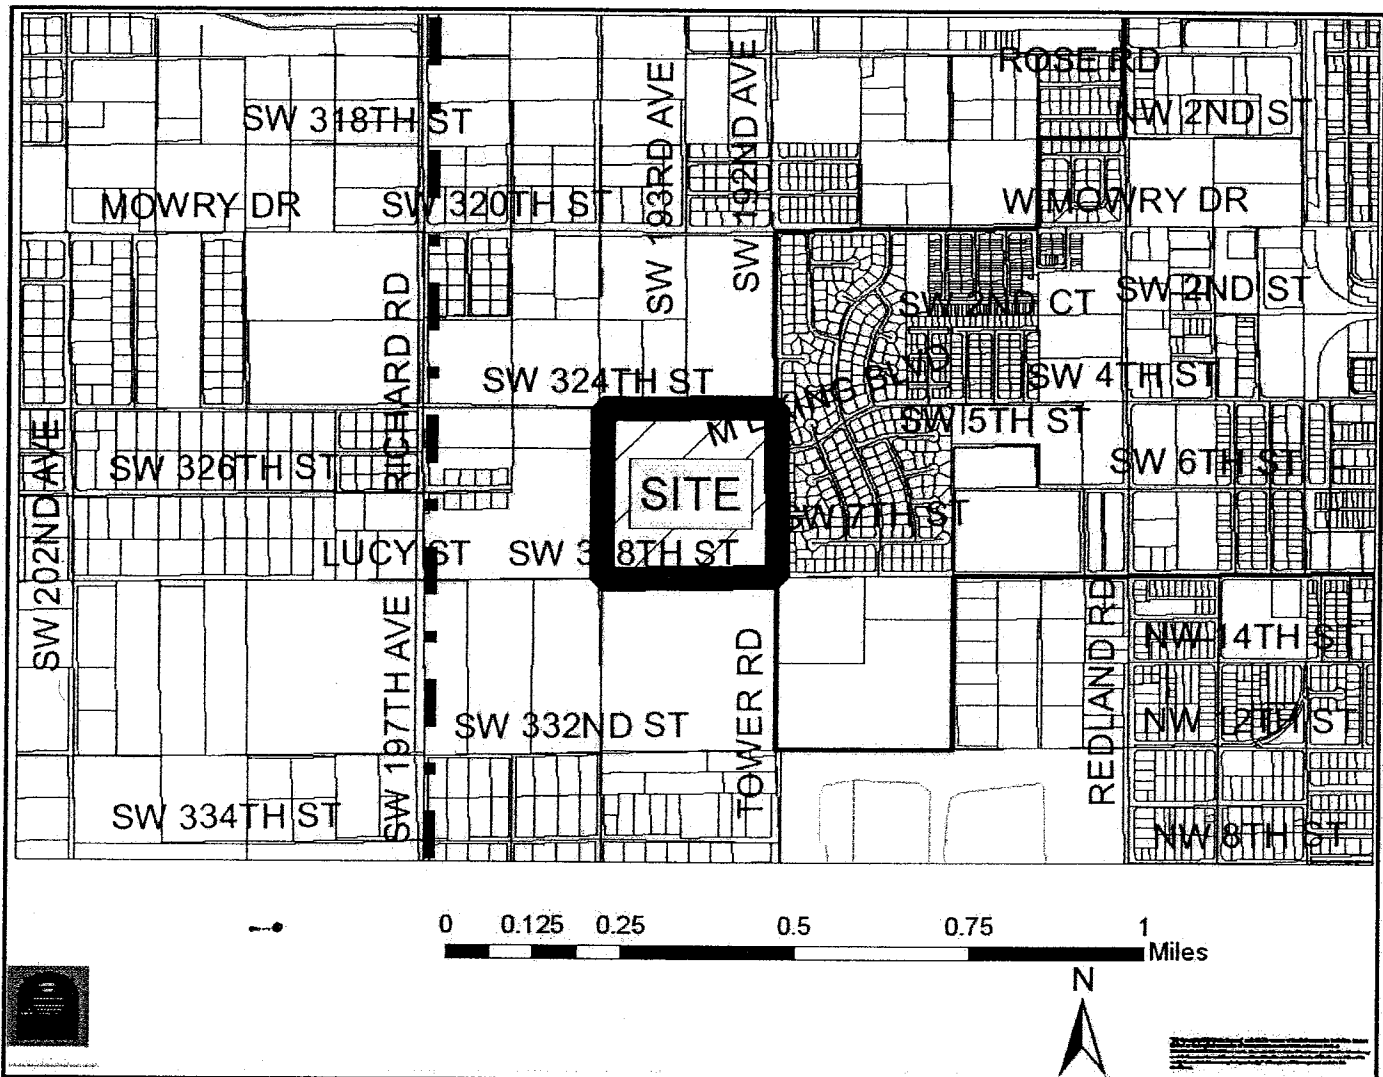 ROSE RD
SW 318TH ST
NW 2ND ST
SW 193RD AVE
SW 192ND AVE
MOWRY DR
SW 320TH ST
W MOWRY DR
RICHARD RD
SW 2ND CT
SW 2ND ST
SW 324TH ST
SW 4TH ST
SW 5TH ST
SW 326TH ST
SW 6TH ST
SW 202ND AVE
SITE
SW 7TH ST
LUCY ST
SW 328TH ST
SW 197TH AVE
TOWER RD
REDLAND RD
NW 14TH ST
SW 332ND ST
NW 12TH ST
SW 334TH ST
NW 8TH ST
0 0.125 0.25 0.5 0.75 1
Miles
N